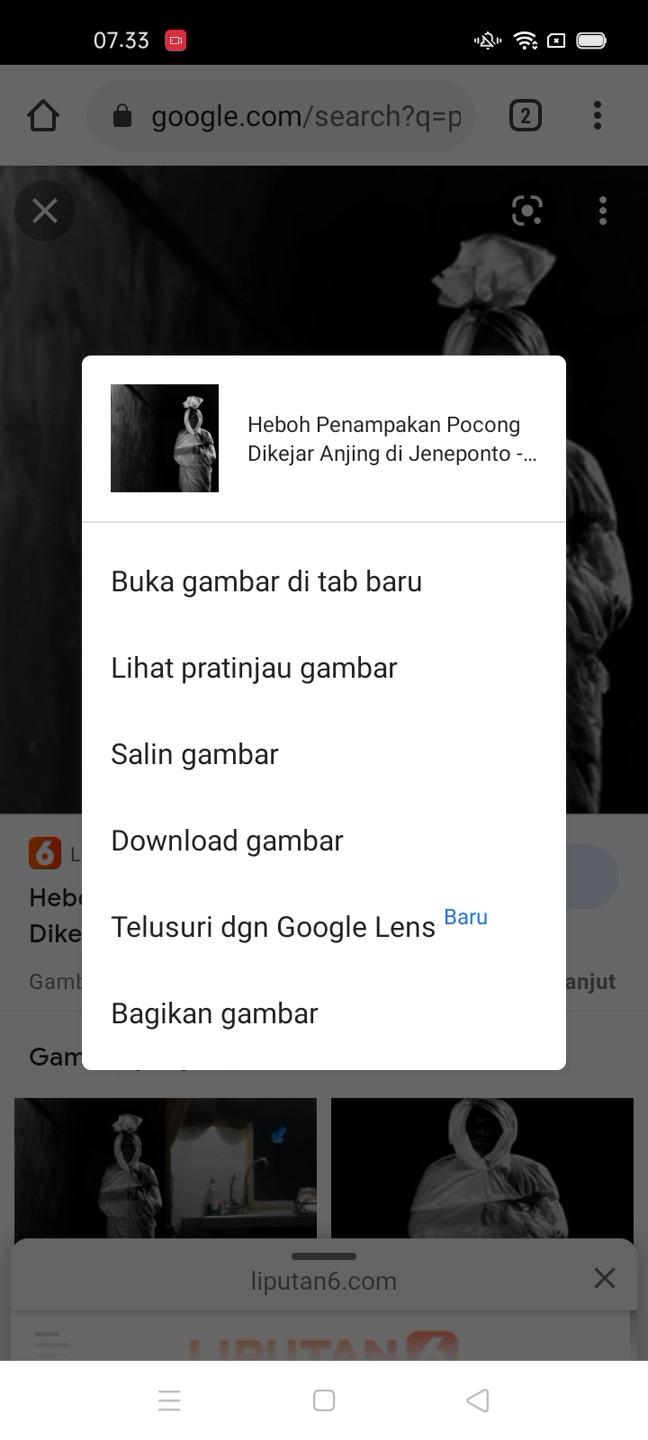 07.33
google.com/search?q=p
2
Heboh Penampakan Pocong
Dikejar Anjing di Jeneponto -...
Buka gambar di tab baru
Lihat pratinjau gambar
Salin gambar
Download gambar
Telusuri dgn Google Lens Baru
Bagikan gambar
liputan6.com
LIPUTAN6